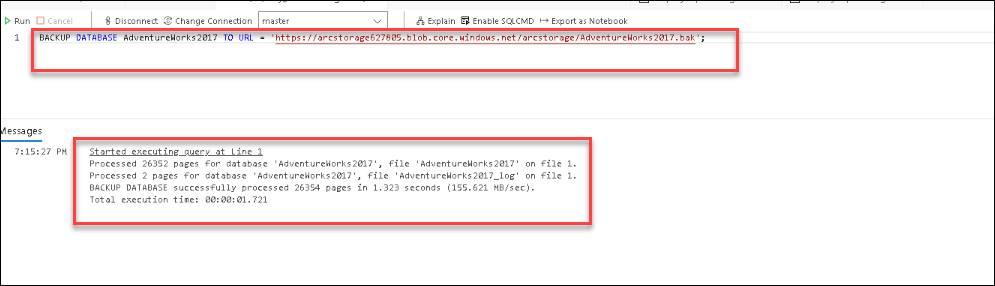 Run Cancel Disconnect Change Connection master Explain Enable SQLCMD Export as Notebook
1 BACKUP DATABASE AdventureWorks2017 TO URL = 'https://arcstorage627805.blob.core.windows.net/arcstorage/AdventureWorks2017.bak';
Messages
7:15:27 PM Started executing query at Line 1
Processed 26352 pages for database 'AdventureWorks2017', file 'AdventureWorks2017' on file 1.
Processed 2 pages for database 'AdventureWorks2017', file 'AdventureWorks2017_log' on file 1.
BACKUP DATABASE successfully processed 26354 pages in 1.323 seconds (155.621 MB/sec).
Total execution time: 00:00:01.721